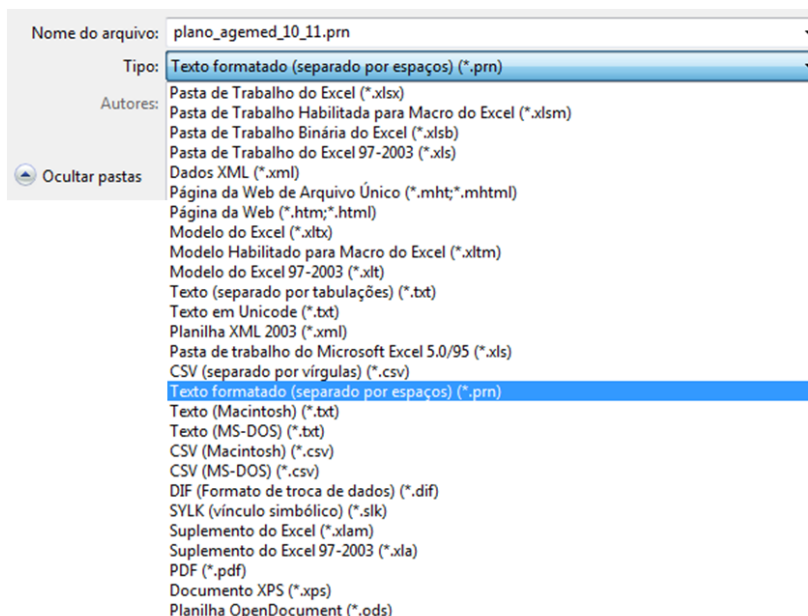 Nome do arquivo: plano_agemed_10_11.prn
Tipo: Texto formatado (separado por espaços) (*.prn)
Autores:
Ocultar pastas
Pasta de Trabalho do Excel (*.xlsx)
Pasta de Trabalho Habilitada para Macro do Excel (*.xlsm)
Pasta de Trabalho Binária do Excel (*.xlsb)
Pasta de Trabalho do Excel 97-2003 (*.xls)
Dados XML (*.xml)
Página da Web de Arquivo Único (*.mht;*.mhtml)
Página da Web (*.htm;*.html)
Modelo do Excel (*.xltx)
Modelo Habilitado para Macro do Excel (*.xltm)
Modelo do Excel 97-2003 (*.xlt)
Texto (separado por tabulações) (*.txt)
Texto em Unicode (*.txt)
Planilha XML 2003 (*.xml)
Pasta de trabalho do Microsoft Excel 5.0/95 (*.xls)
CSV (separado por vírgulas) (*.csv)
Texto formatado (separado por espaços) (*.prn)
Texto (Macintosh) (*.txt)
Texto (MS-DOS) (*.txt)
CSV (Macintosh) (*.csv)
CSV (MS-DOS) (*.csv)
DIF (Formato de troca de dados) (*.dif)
SYLK (vínculo simbólico) (*.slk)
Suplemento do Excel (*.xlam)
Suplemento do Excel 97-2003 (*.xla)
PDF (*.pdf)
Documento XPS (*.xps)
Planilha OpenDocument (*.ods)